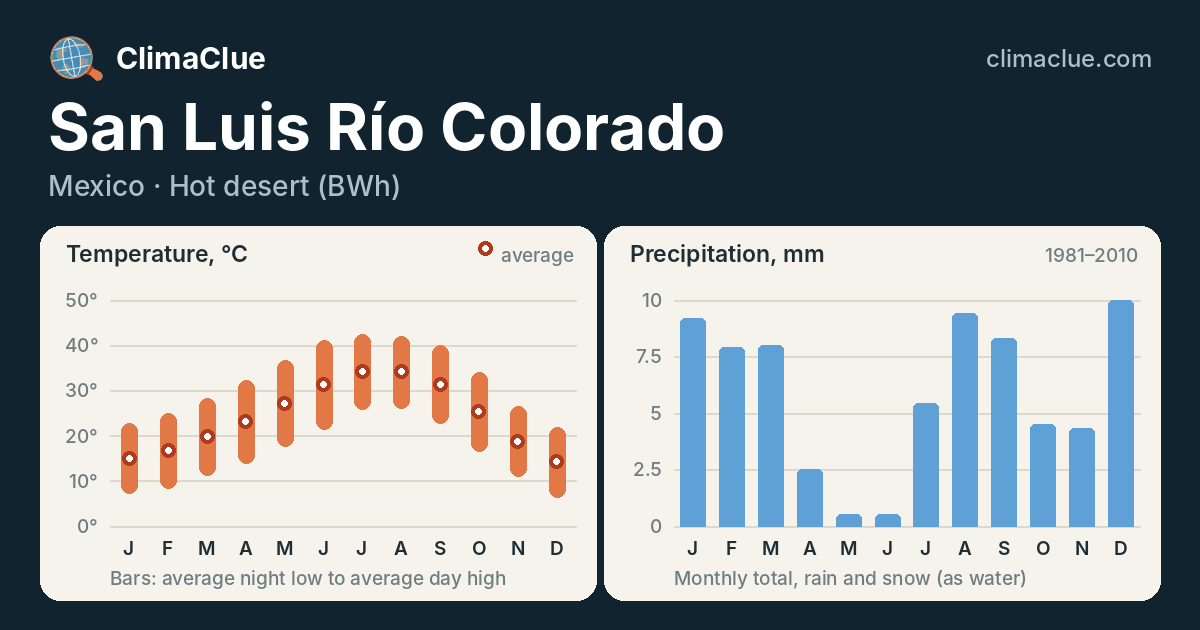 ClimaClue
climaclue.com
San Luis Río Colorado
Mexico · Hot desert (BWh)
Temperature, °C
average
50°
40°
30°
20°
10°
0°
J F M A M J J A S O N D
Bars: average night low to average day high
Precipitation, mm
1981–2010
10
7.5
5
2.5
0
J F M A M J J A S O N D
Monthly total, rain and snow (as water)